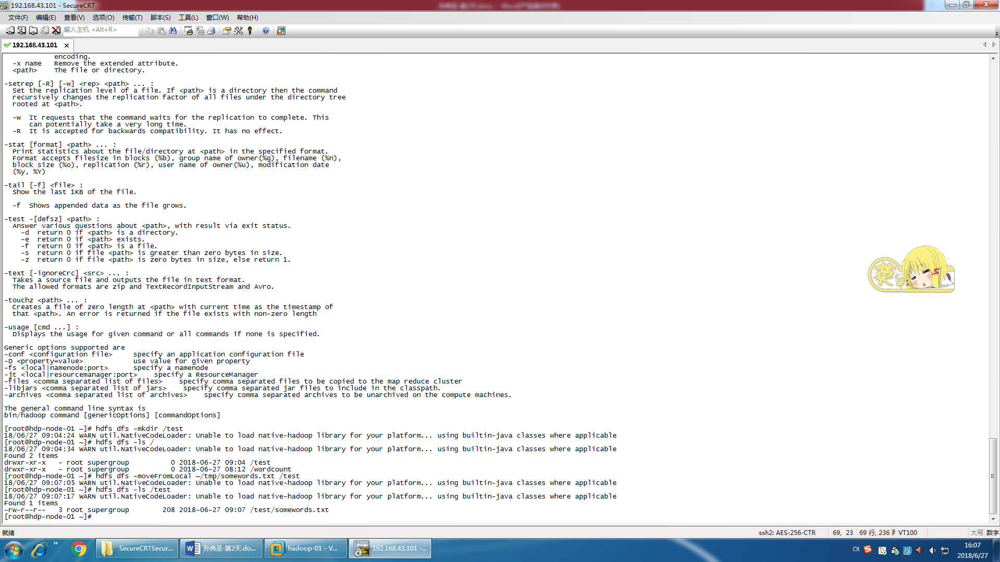 192.168.43.101 - SecureCRT
文件(F) 编辑(E) 查看(V) 选项(O) 传输(T) 脚本(S) 工具(L) 窗口(W) 帮助(H)
输入主机 <Alt+R>
192.168.43.101
encoding.
-x name   Remove the extended attribute.
<path>    The file or directory.
-setrep [-R] [-w] <rep> <path> ... :
Set the replication level of a file. If <path> is a directory then the command
recursively changes the replication factor of all files under the directory tree
rooted at <path>.
-w  It requests that the command waits for the replication to complete. This
can potentially take a very long time.
-R  It is accepted for backwards compatibility. It has no effect.
-stat [format] <path> ... :
Print statistics about the file/directory at <path> in the specified format.
Format accepts filesize in blocks (%b), group name of owner(%g), filename (%n),
block size (%o), replication (%r), user name of owner(%u), modification date
(%y, %Y)
-tail [-f] <file> :
Show the last 1KB of the file.
-f  Shows appended data as the file grows.
-test -[defsz] <path> :
Answer various questions about <path>, with result via exit status.
-d  return 0 if <path> is a directory.
-e  return 0 if <path> exists.
-f  return 0 if <path> is a file.
-s  return 0 if file <path> is greater than zero bytes in size.
-z  return 0 if file <path> is zero bytes in size, else return 1.
-text [-ignoreCrc] <src> ... :
Takes a source file and outputs the file in text format.
The allowed formats are zip and TextRecordInputStream and Avro.
-touchz <path> ... :
Creates a file of zero length at <path> with current time as the timestamp of
that <path>. An error is returned if the file exists with non-zero length
-usage [cmd ...] :
Displays the usage for given command or all commands if none is specified.
Generic options supported are
-conf <configuration file>     specify an application configuration file
-D <property=value>            use value for given property
-fs <local|namenode:port>      specify a namenode
-jt <local|resourcemanager:port>    specify a ResourceManager
-files <comma separated list of files>    specify comma separated files to be copied to the map reduce cluster
-libjars <comma separated list of jars>    specify comma separated jar files to include in the classpath.
-archives <comma separated list of archives>    specify comma separated archives to be unarchived on the compute machines.
The general command line syntax is
bin/hadoop command [genericOptions] [commandOptions]
[root@hdp-node-01 ~]# hdfs dfs -mkdir /test
18/06/27 09:04:24 WARN util.NativeCodeLoader: Unable to load native-hadoop library for your platform... using builtin-java classes where applicable
[root@hdp-node-01 ~]# hdfs dfs -ls /
18/06/27 09:04:34 WARN util.NativeCodeLoader: Unable to load native-hadoop library for your platform... using builtin-java classes where applicable
Found 2 items
drwxr-xr-x   - root supergroup          0 2018-06-27 09:04 /test
drwxr-xr-x   - root supergroup          0 2018-06-27 08:12 /wordcount
[root@hdp-node-01 ~]# hdfs dfs -moveFromLocal ~/tmp/somewords.txt /test
18/06/27 09:07:05 WARN util.NativeCodeLoader: Unable to load native-hadoop library for your platform... using builtin-java classes where applicable
[root@hdp-node-01 ~]# hdfs dfs -ls /test
18/06/27 09:07:17 WARN util.NativeCodeLoader: Unable to load native-hadoop library for your platform... using builtin-java classes where applicable
Found 1 items
-rw-r--r--   3 root supergroup        208 2018-06-27 09:07 /test/somewords.txt
[root@hdp-node-01 ~]#
英
就绪 ssh2: AES-256-CTR 69, 23 69 行, 236 列 VT100 大写 数字
SecureCRTSecur... 孙典圣-第2天.do... hadoop-01 - V... 192.168.43.101 -... CH 16:07
2018/6/27